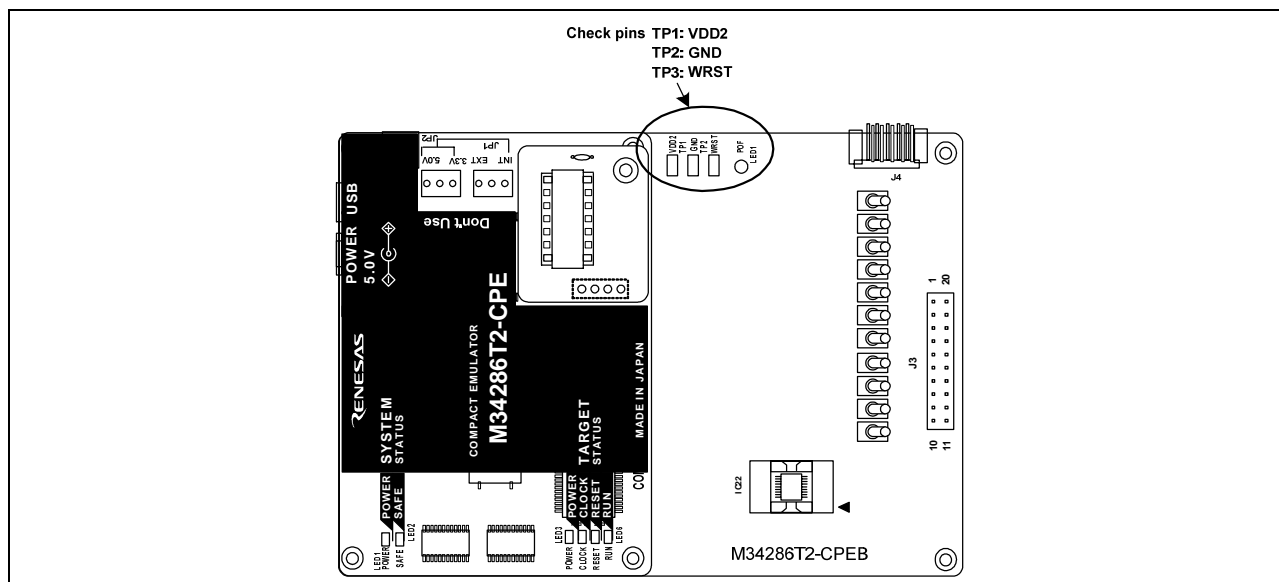 Check pins TP1: VDD2
TP2: GND
TP3: WRST
VDD2
TP1
GND
TP2
WRST
POF
LED1
J4
JP2
JP1
5.0V
3.3V
EXT
INT
Don't Use
POWER USB
5.0V
RENESAS
COMPACT EMULATOR
M34286T2-CPE
MADE IN JAPAN
SYSTEM
STATUS
POWER
SAFE
TARGET
STATUS
POWER
CLOCK
RESET
RUN
LED1
POWER
SAFE
LED2
LED3
POWER
CLOCK
RESET
RUN
LED6
1 20
J3
10 11
IC22
M34286T2-CPEB